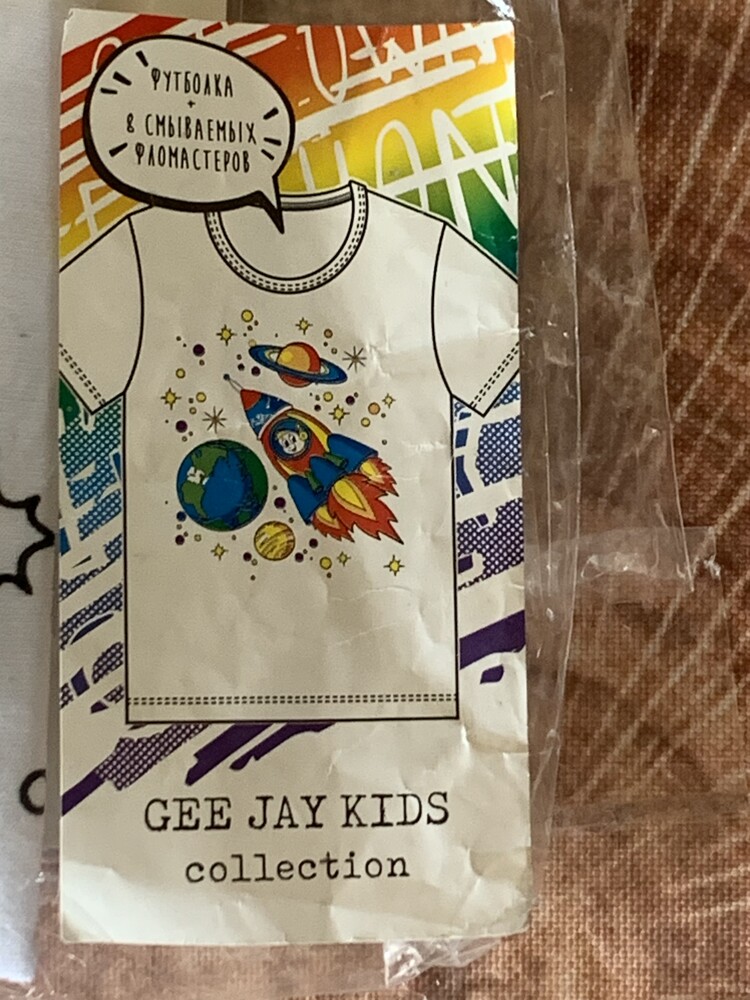 ФУТБОЛКА
+
8 СМЫВАЕМЫХ
ФЛОМАСТЕРОВ
GEE JAY KIDS
collection